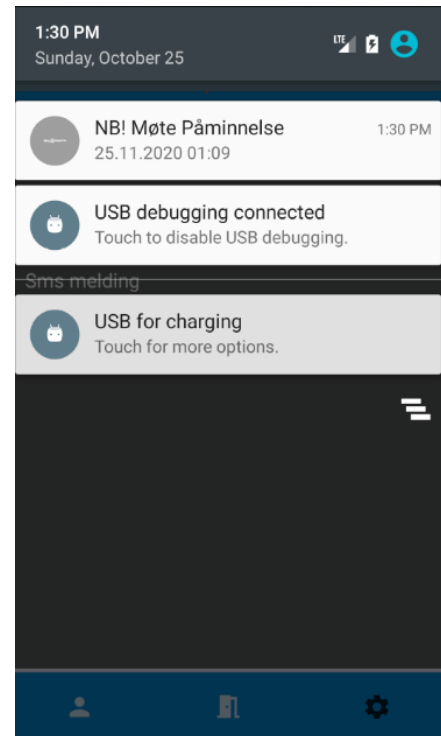 1:30 PM
Sunday, October 25
LTE
NB! Møte Påminnelse
1:30 PM
25.11.2020 01:09
USB debugging connected
Touch to disable USB debugging.
Sms melding
USB for charging
Touch for more options.